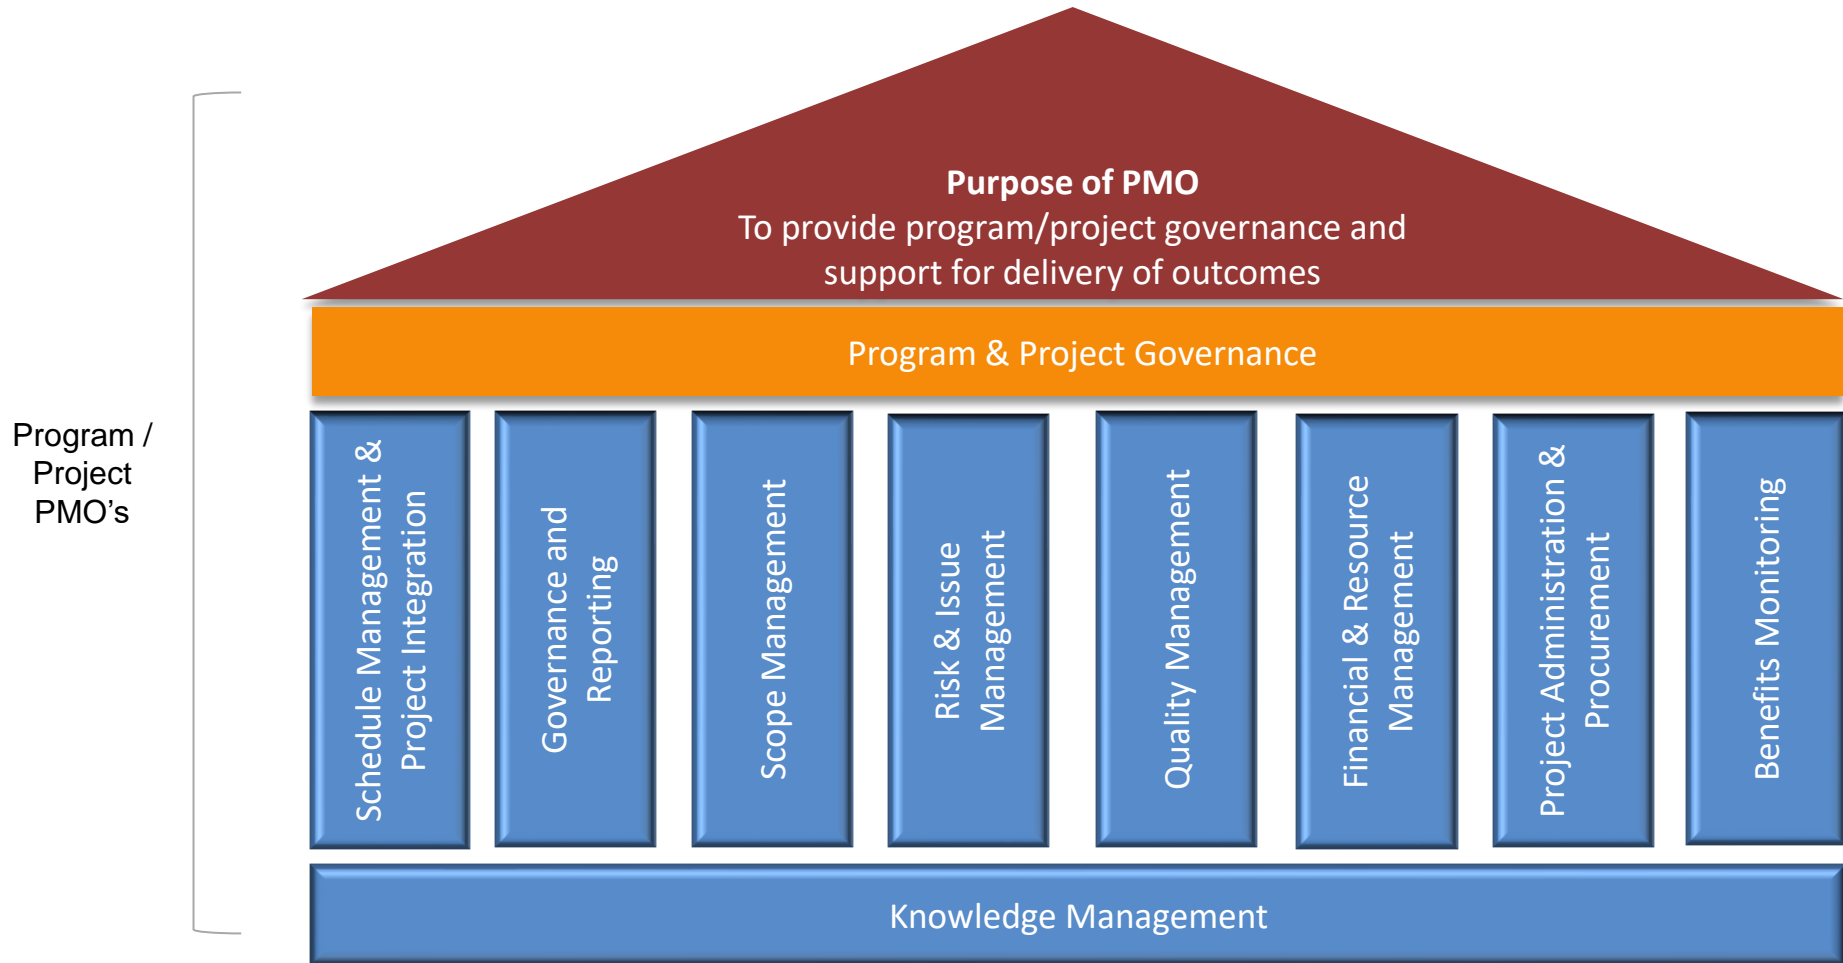 Purpose of PMO
To provide program/project governance and
support for delivery of outcomes
Program & Project Governance
Program /
Project
PMO’s
Schedule Management &
Project Integration
Governance and
Reporting
Scope Management
Risk & Issue
Management
Quality Management
Financial & Resource
Management
Project Administration &
Procurement
Benefits Monitoring
Knowledge Management